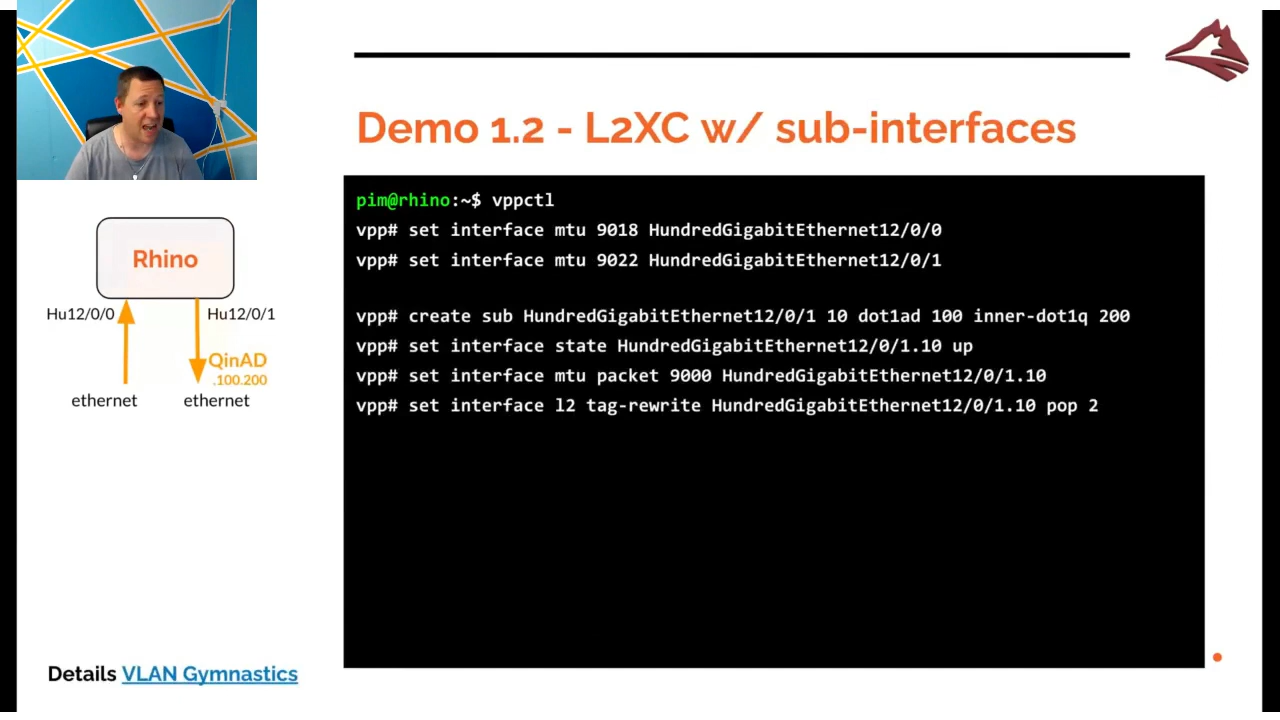 Demo 1.2 - L2XC w/ sub-interfaces
pim@rhino:~$ vppctl
vpp# set interface mtu 9018 HundredGigabitEthernet12/0/0
vpp# set interface mtu 9022 HundredGigabitEthernet12/0/1
vpp# create sub HundredGigabitEthernet12/0/1 10 dot1ad 100 inner-dot1q 200
vpp# set interface state HundredGigabitEthernet12/0/1.10 up
vpp# set interface mtu packet 9000 HundredGigabitEthernet12/0/1.10
vpp# set interface l2 tag-rewrite HundredGigabitEthernet12/0/1.10 pop 2
Rhino
Hu12/0/0
Hu12/0/1
QinAD
.100.200
ethernet
ethernet
Details VLAN Gymnastics